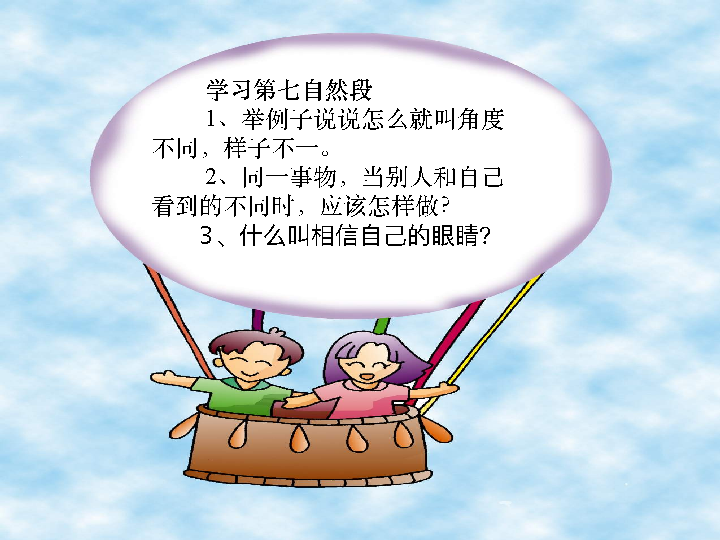 学习第七自然段
1、举例子说说怎么就叫角度
不同，样子不一。
2、同一事物，当别人和自己
看到的不同时，应该怎样做？
３、什么叫相信自己的眼睛？